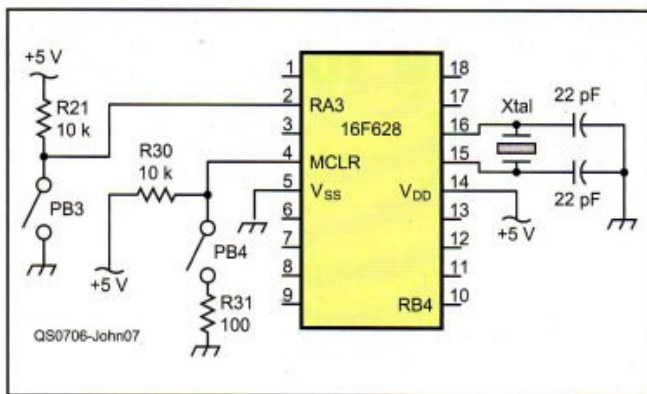 +5 V
R21
10 k
PB3
R30
10 k
+5 V
PB4
R31
100
QS0706-John07
1
2
3
4
5
6
7
8
9
RA3
16F628
MCLR
VSS
VDD
RB4
18
17
16
15
14
13
12
11
10
Xtal
22 pF
22 pF
+5 V